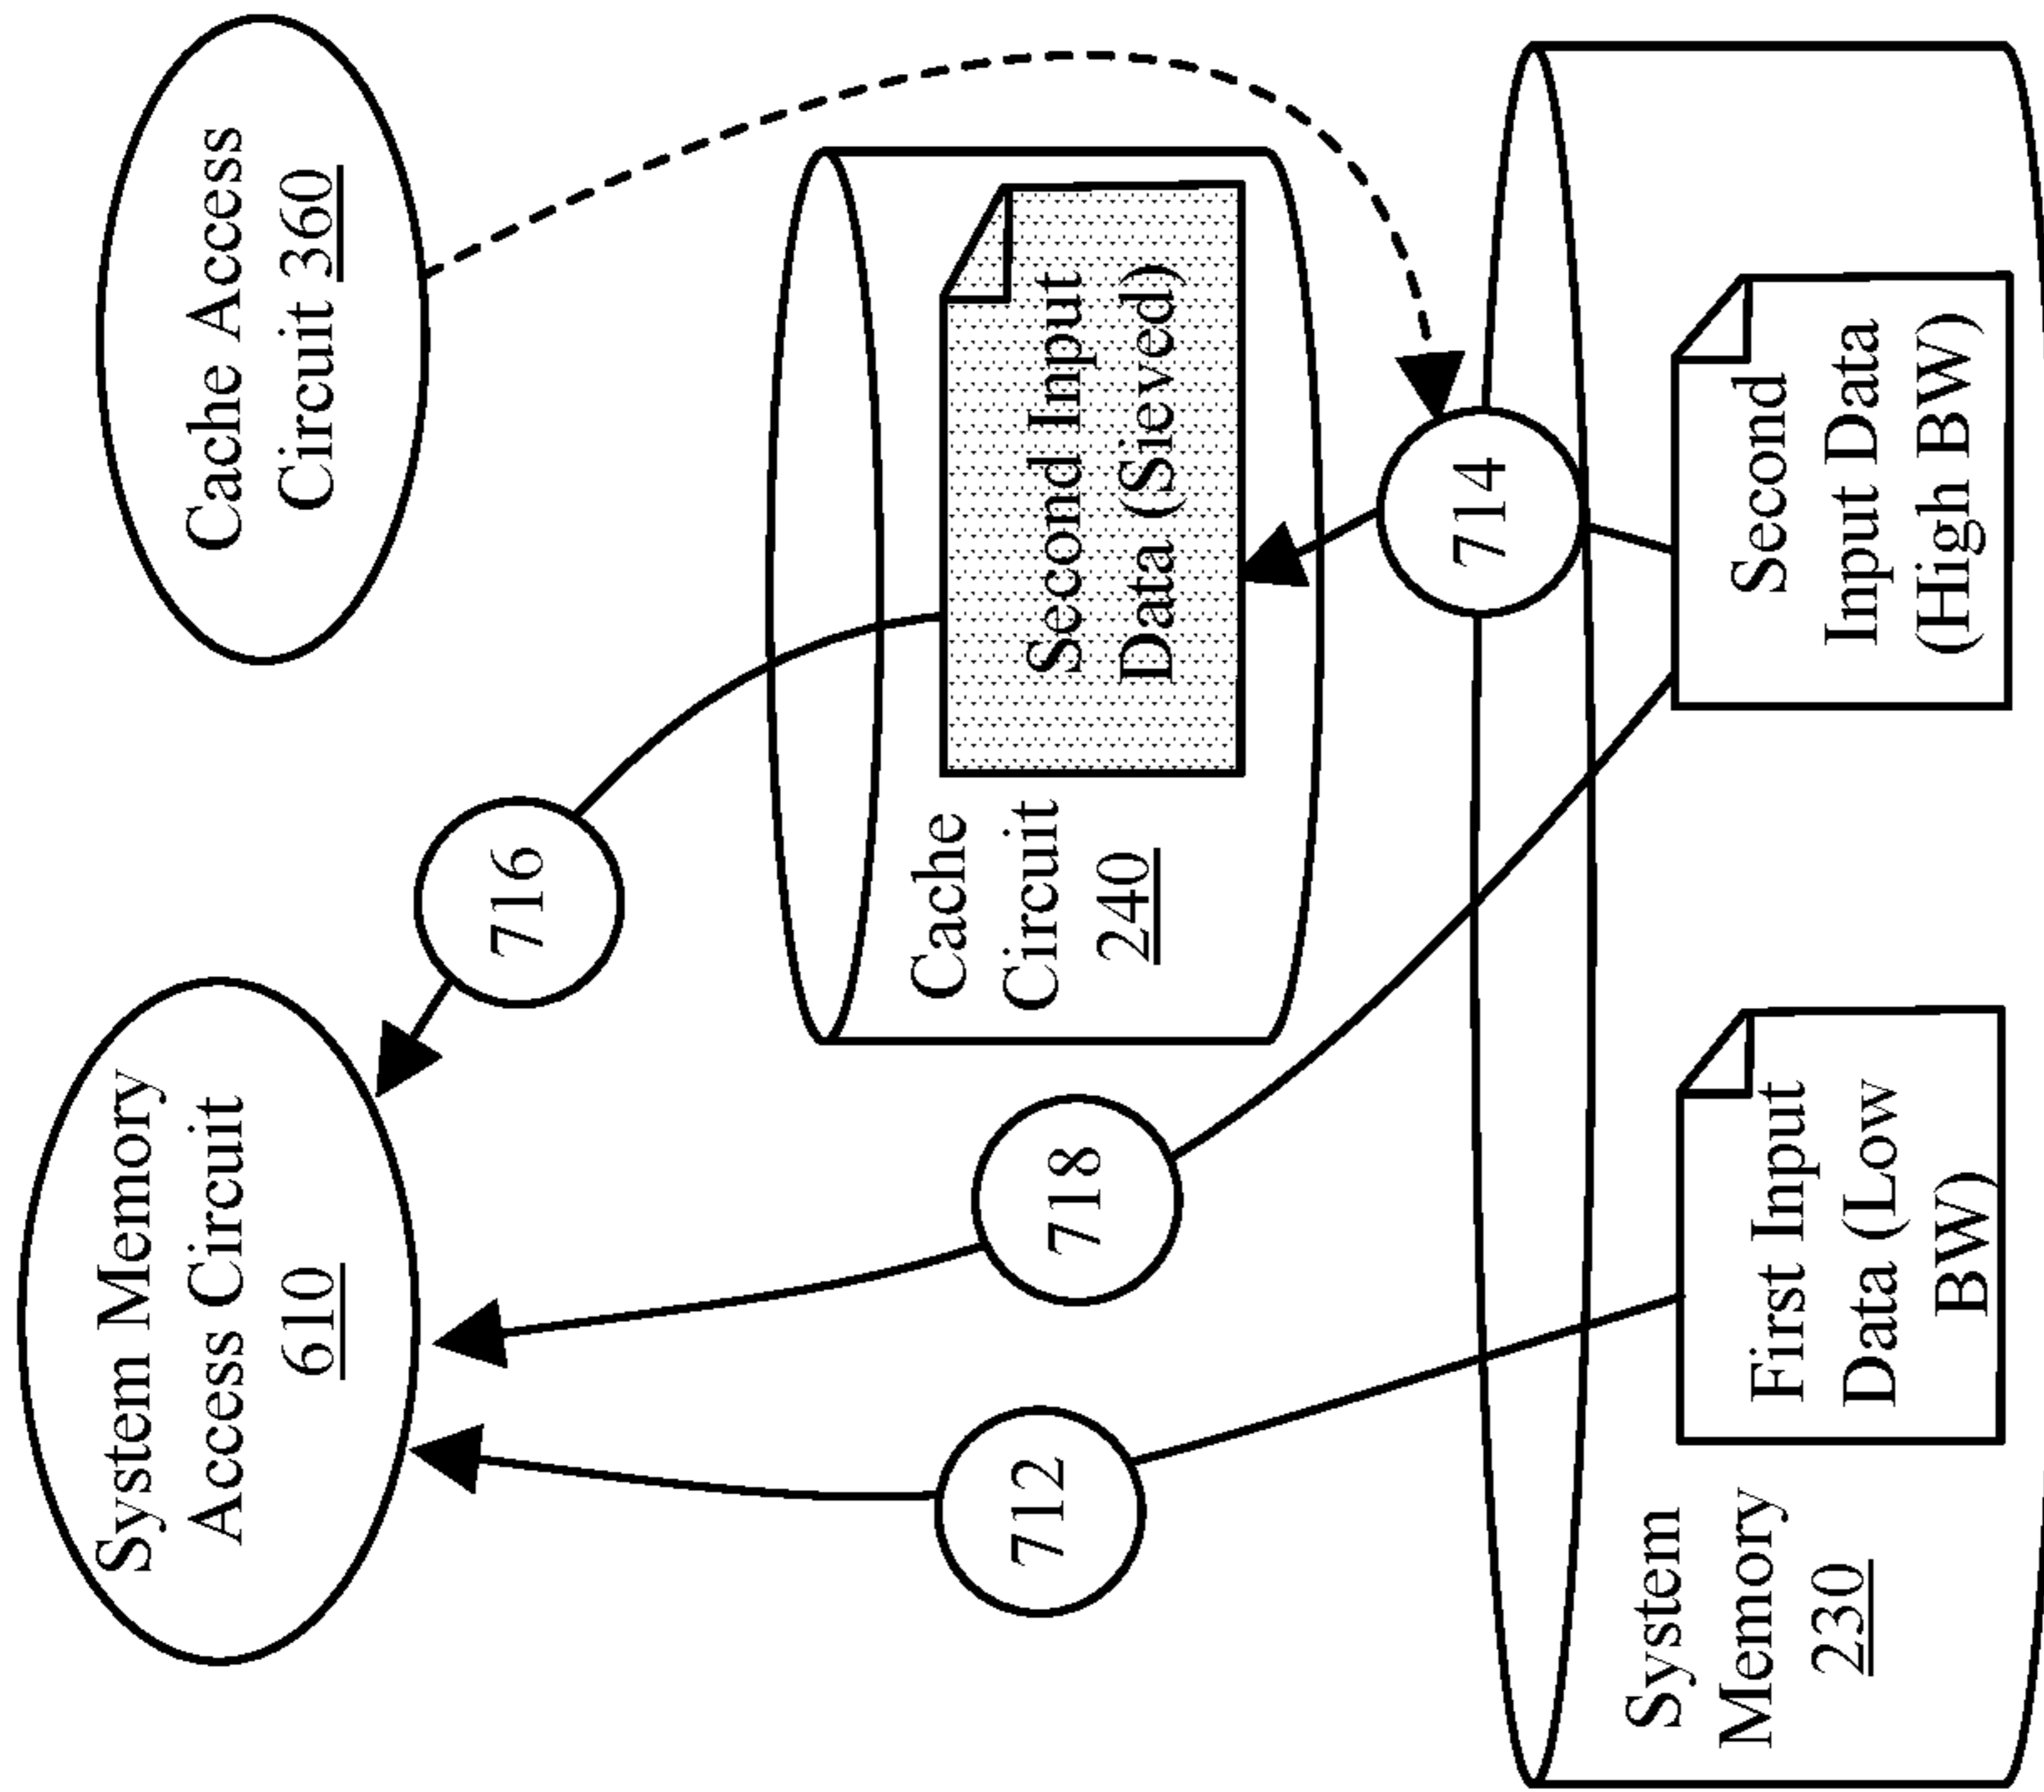 System Memory
Access Circuit
610
Cache Access
Circuit 360
716
718
712
Cache
Circuit
240
Second Input
Data (Sieved)
714
System
Memory
230
First Input
Data (Low
BW)
Second
Input Data
(High BW)